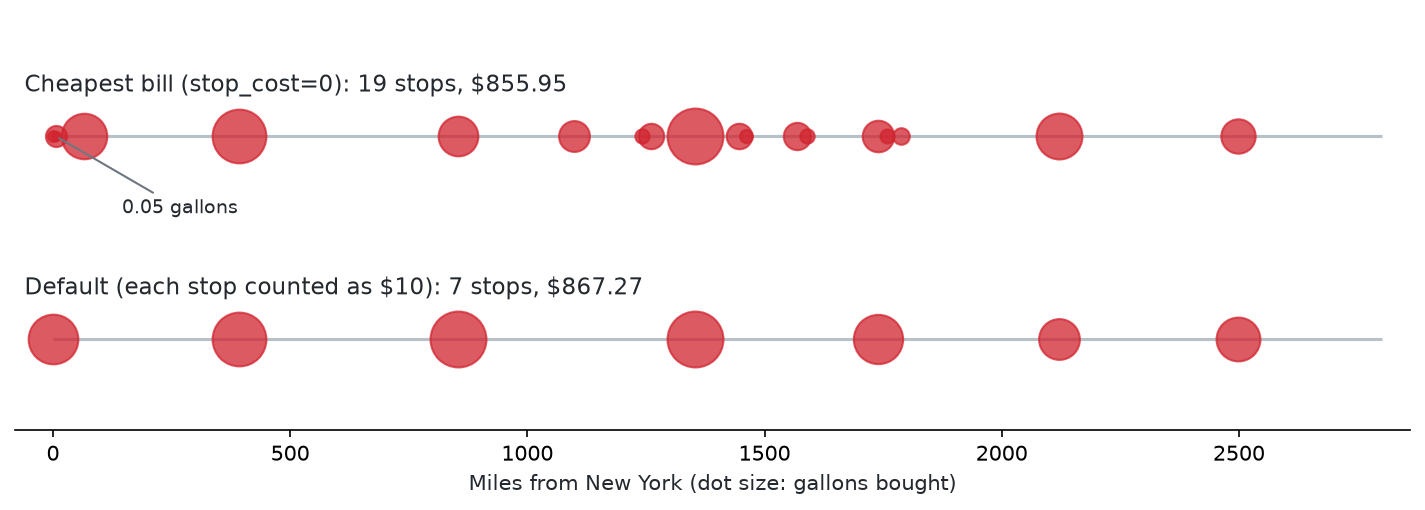 Cheapest bill (stop_cost=0): 19 stops, $855.95
0.05 gallons
Default (each stop counted as $10): 7 stops, $867.27
0 500 1000 1500 2000 2500
Miles from New York (dot size: gallons bought)